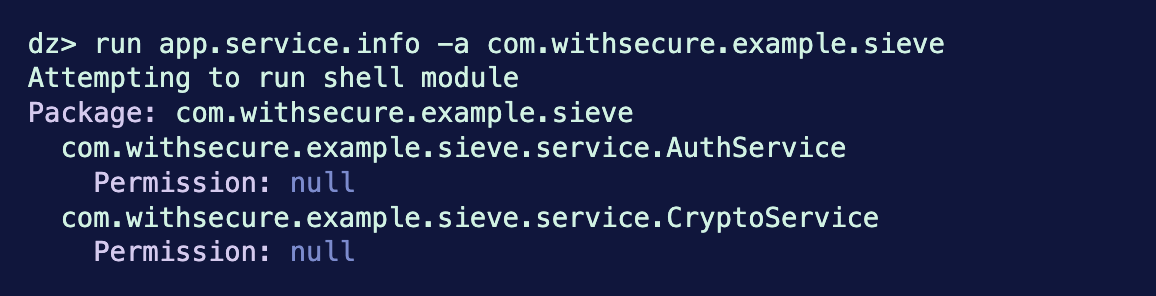 dz> run app.service.info -a com.withsecure.example.sieve
Attempting to run shell module
Package: com.withsecure.example.sieve
  com.withsecure.example.sieve.service.AuthService
    Permission: null
  com.withsecure.example.sieve.service.CryptoService
    Permission: null